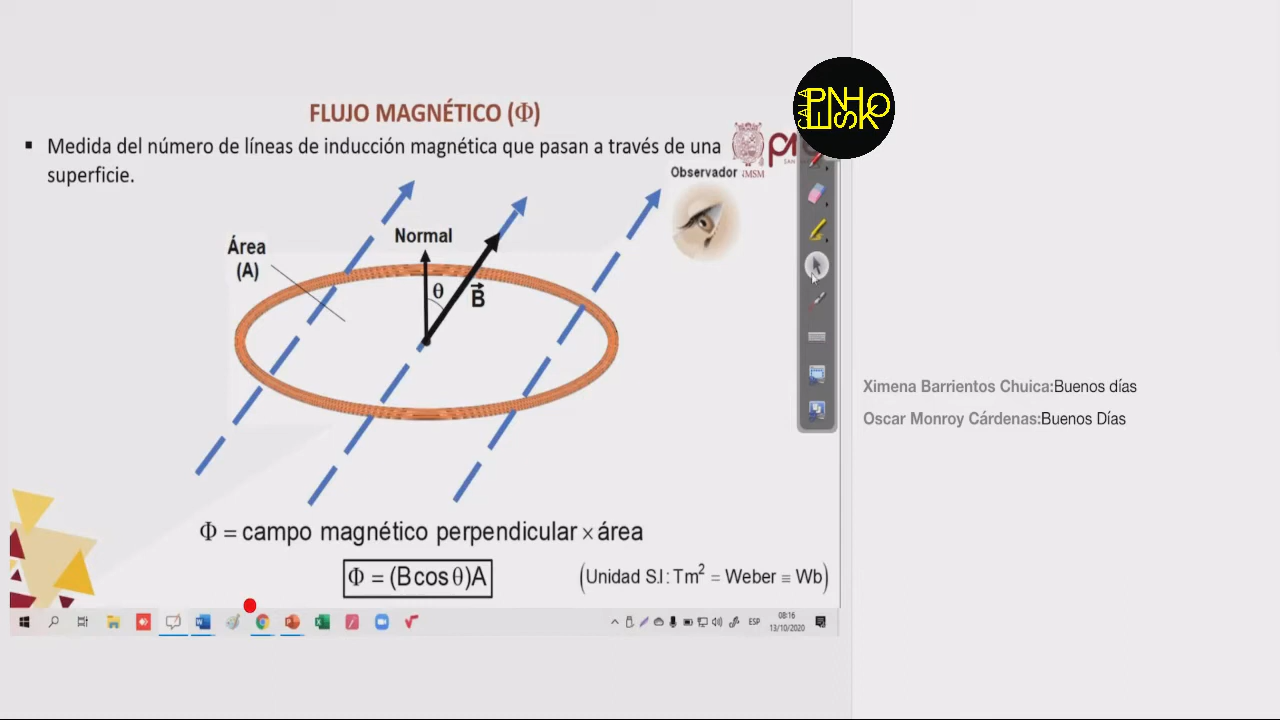 FLUJO MAGNÉTICO (Φ)
▪ Medida del número de líneas de inducción magnética que pasan a través de una
superficie.
Observador
Área
(A)
Normal
θ
B⃗
Φ = campo magnético perpendicular × área
Φ = (B cos θ)A
(Unidad S.I : Tm² = Weber ≡ Wb)
ESP
08:16
13/10/2020
Ximena Barrientos Chuica:Buenos días
Oscar Monroy Cárdenas:Buenos Días